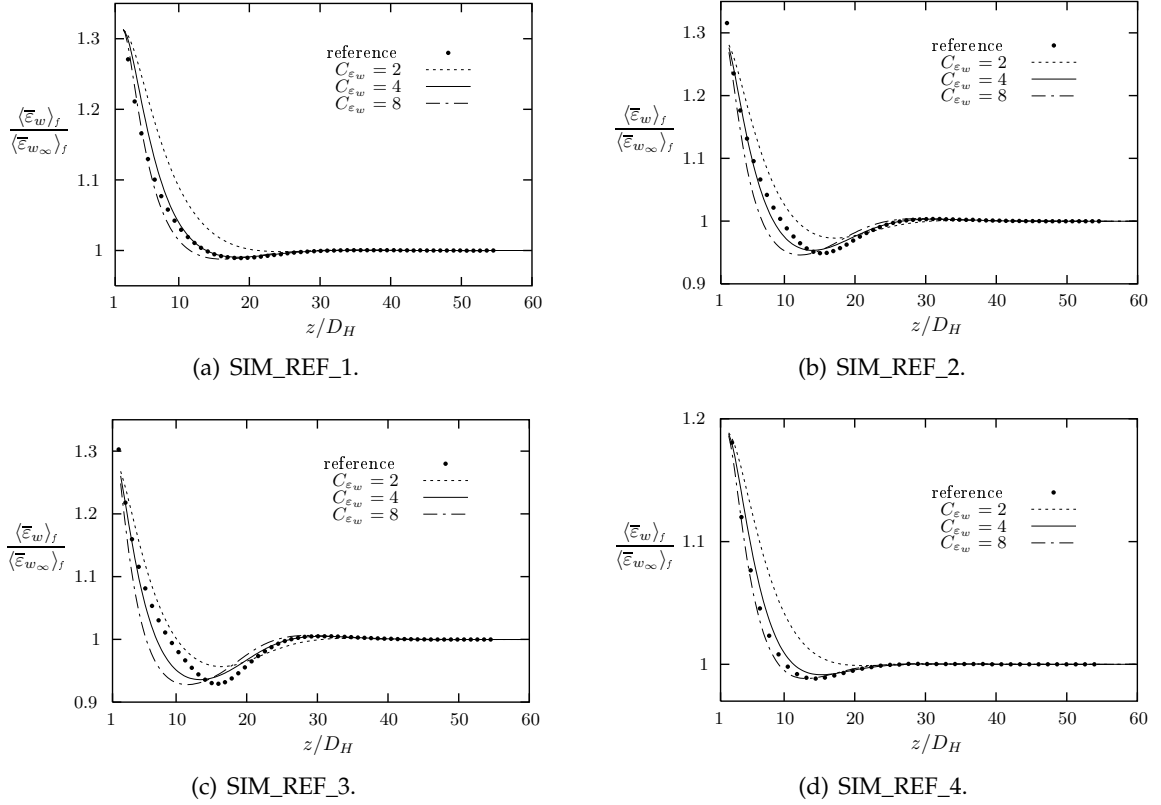 1.3
1.2
1.1
1
reference
C_{ε_w} = 2
C_{ε_w} = 4
C_{ε_w} = 8
⟨ε̅_w⟩_f
⟨ε̅_{w_∞}⟩_f
1 10 20 30 40 50 60
z/D_H
(a) SIM_REF_1.
1.3
1.2
1.1
1
0.9
reference
C_{ε_w} = 2
C_{ε_w} = 4
C_{ε_w} = 8
⟨ε̅_w⟩_f
⟨ε̅_{w_∞}⟩_f
1 10 20 30 40 50 60
z/D_H
(b) SIM_REF_2.
1.3
1.2
1.1
1
0.9
reference
C_{ε_w} = 2
C_{ε_w} = 4
C_{ε_w} = 8
⟨ε̅_w⟩_f
⟨ε̅_{w_∞}⟩_f
1 10 20 30 40 50 60
z/D_H
(c) SIM_REF_3.
1.2
1.1
1
reference
C_{ε_w} = 2
C_{ε_w} = 4
C_{ε_w} = 8
⟨ε̅_w⟩_f
⟨ε̅_{w_∞}⟩_f
1 10 20 30 40 50 60
z/D_H
(d) SIM_REF_4.